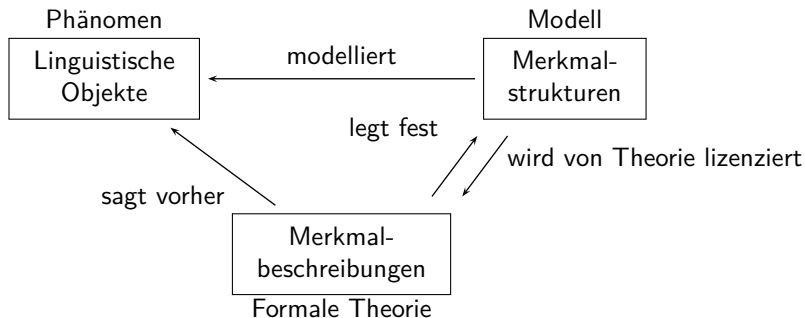 Phänomen
Modell
Linguistische
Objekte
modelliert
Merkmal-
strukturen
legt fest
wird von Theorie lizenziert
sagt vorher
Merkmal-
beschreibungen
Formale Theorie